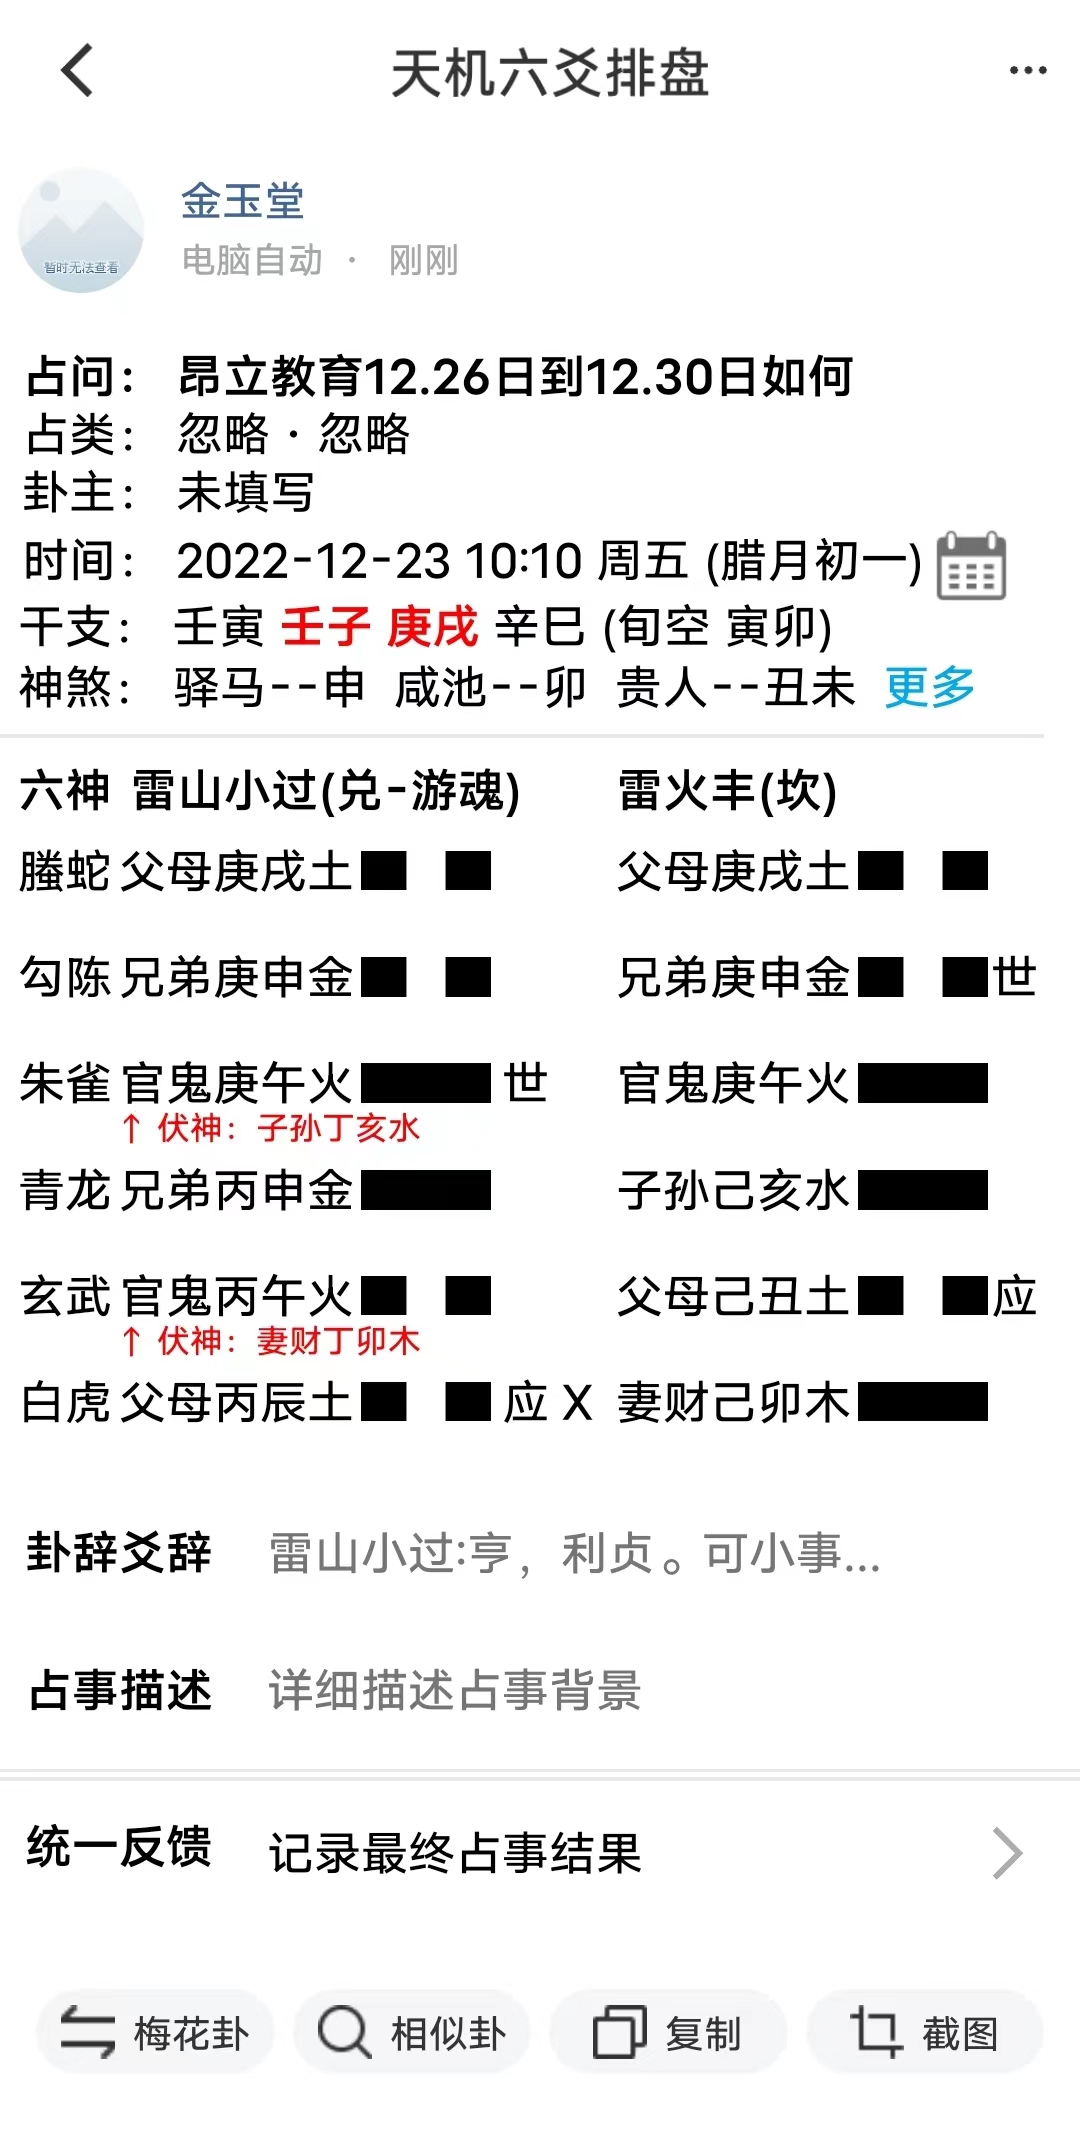 天机六爻排盘
暂时无法查看
金玉堂
电脑自动 · 刚刚
占问： 昂立教育12.26日到12.30日如何
占类： 忽略 · 忽略
卦主： 未填写
时间： 2022-12-23 10:10 周五 (腊月初一)
干支： 壬寅 壬子 庚戌 辛巳 (旬空 寅卯)
神煞： 驿马--申 咸池--卯 贵人--丑未 更多
六神 雷山小过(兑-游魂) 雷火丰(坎)
螣蛇 父母庚戌土 父母庚戌土
勾陈 兄弟庚申金 兄弟庚申金 世
朱雀 官鬼庚午火 世 官鬼庚午火
↑ 伏神：子孙丁亥水
青龙 兄弟丙申金 子孙己亥水
玄武 官鬼丙午火 父母己丑土 应
↑ 伏神：妻财丁卯木
白虎 父母丙辰土 应 X 妻财己卯木
卦辞爻辞 雷山小过:亨，利贞。可小事...
占事描述 详细描述占事背景
统一反馈 记录最终占事结果
梅花卦 相似卦 复制 截图